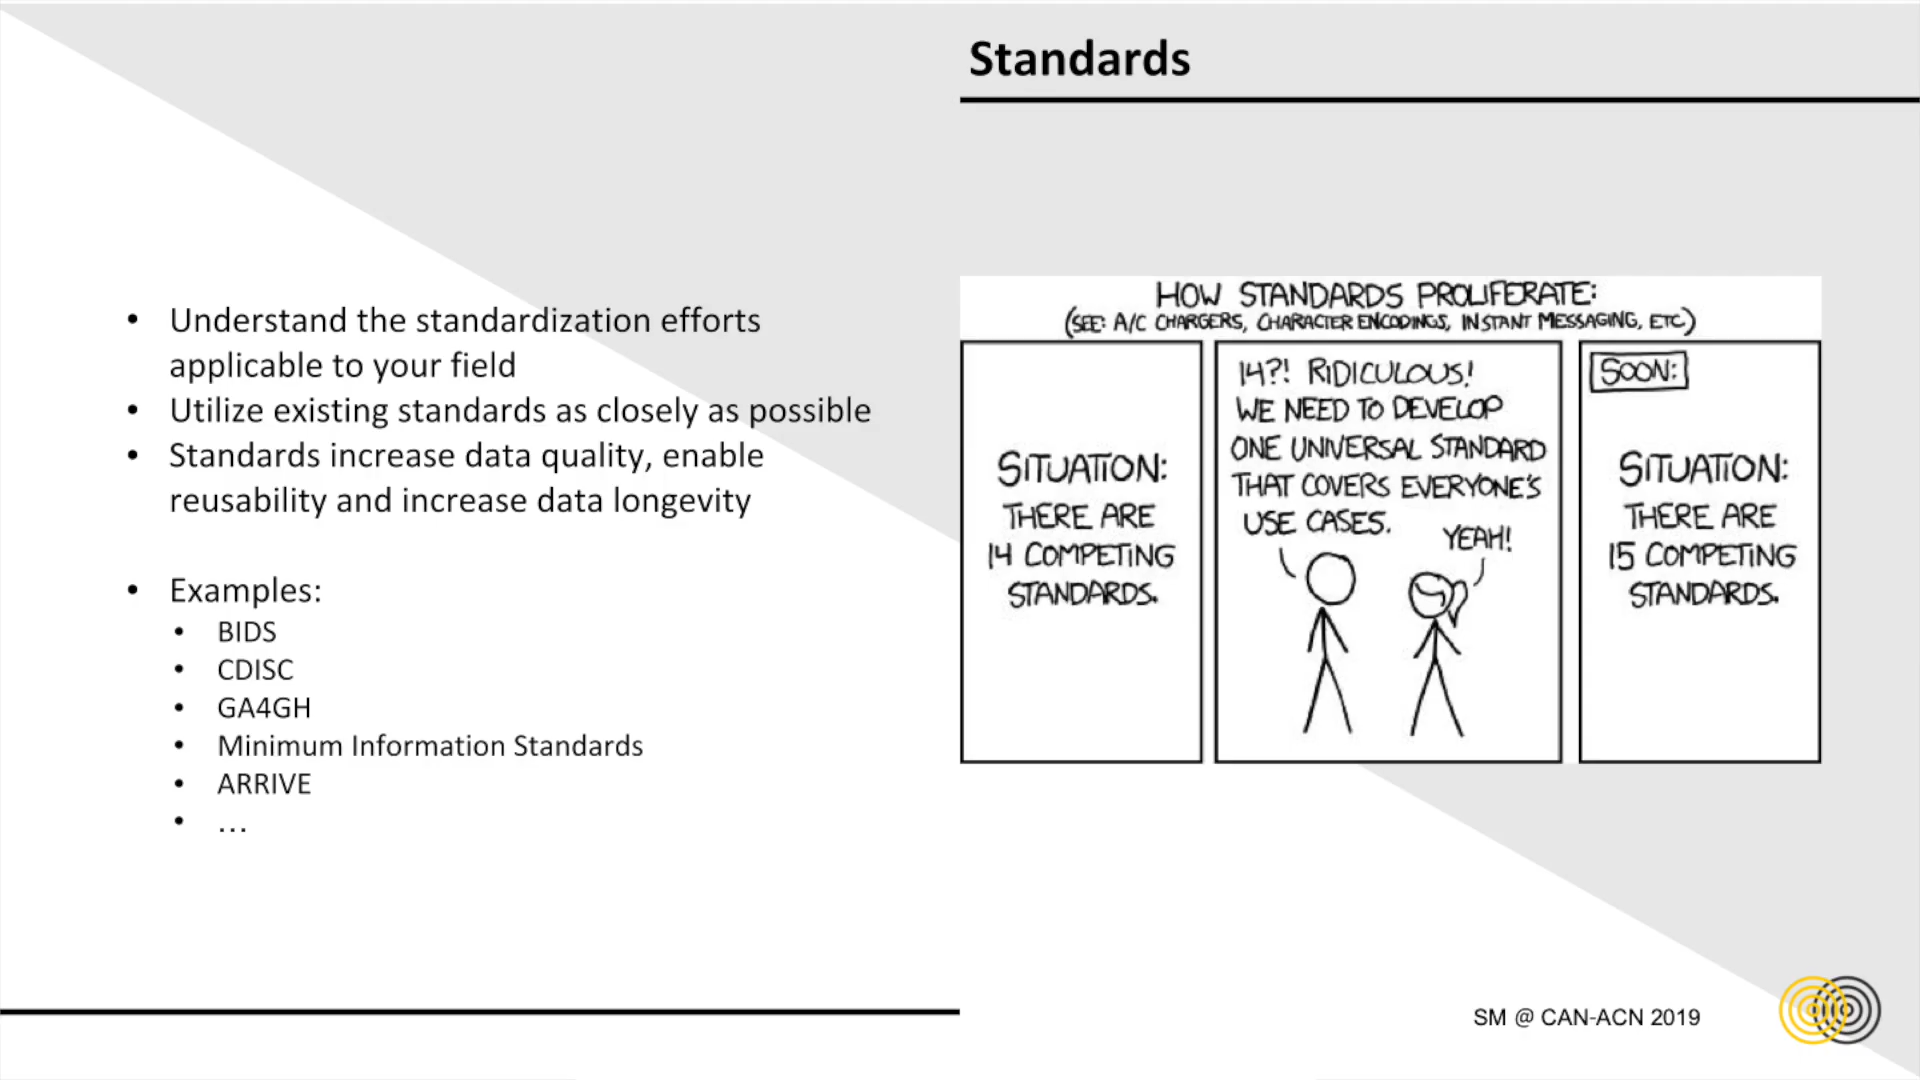 Standards
• Understand the standardization efforts
applicable to your field
• Utilize existing standards as closely as possible
• Standards increase data quality, enable
reusability and increase data longevity
• Examples:
• BIDS
• CDISC
• GA4GH
• Minimum Information Standards
• ARRIVE
• ...
HOW STANDARDS PROLIFERATE:
(SEE: A/C CHARGERS, CHARACTER ENCODINGS, INSTANT MESSAGING, ETC)
SITUATION:
THERE ARE
14 COMPETING
STANDARDS.
14?! RIDICULOUS!
WE NEED TO DEVELOP
ONE UNIVERSAL STANDARD
THAT COVERS EVERYONE'S
USE CASES.
YEAH!
SOON:
SITUATION:
THERE ARE
15 COMPETING
STANDARDS.
SM @ CAN-ACN 2019